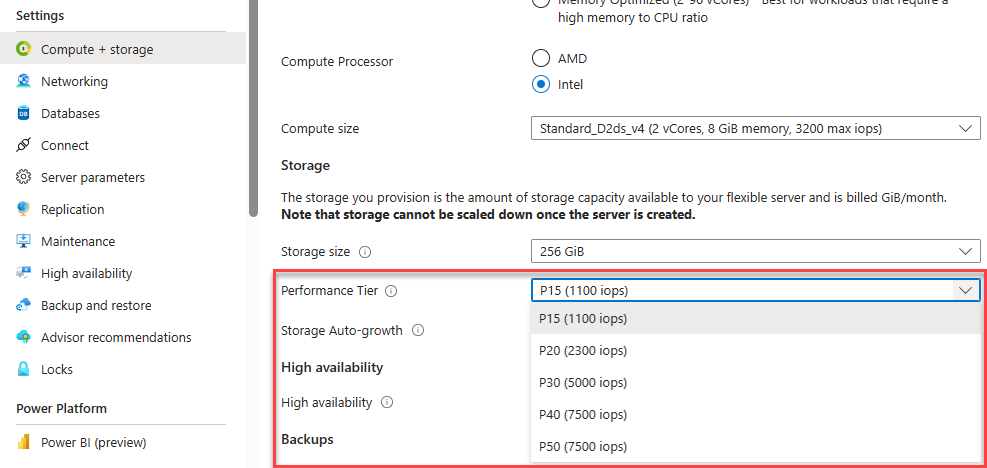 Settings
Compute + storage
Networking
Databases
Connect
Server parameters
Replication
Maintenance
High availability
Backup and restore
Advisor recommendations
Locks
Power Platform
Power BI (preview)
Memory Optimized (2-96 vCores) - Best for workloads that require a
high memory to CPU ratio
Compute Processor
AMD
Intel
Compute size
Standard_D2ds_v4 (2 vCores, 8 GiB memory, 3200 max iops)
Storage
The storage you provision is the amount of storage capacity available to your flexible server and is billed GiB/month.
Note that storage cannot be scaled down once the server is created.
Storage size
256 GiB
Performance Tier
P15 (1100 iops)
P15 (1100 iops)
P20 (2300 iops)
P30 (5000 iops)
P40 (7500 iops)
P50 (7500 iops)
Storage Auto-growth
High availability
High availability
Backups